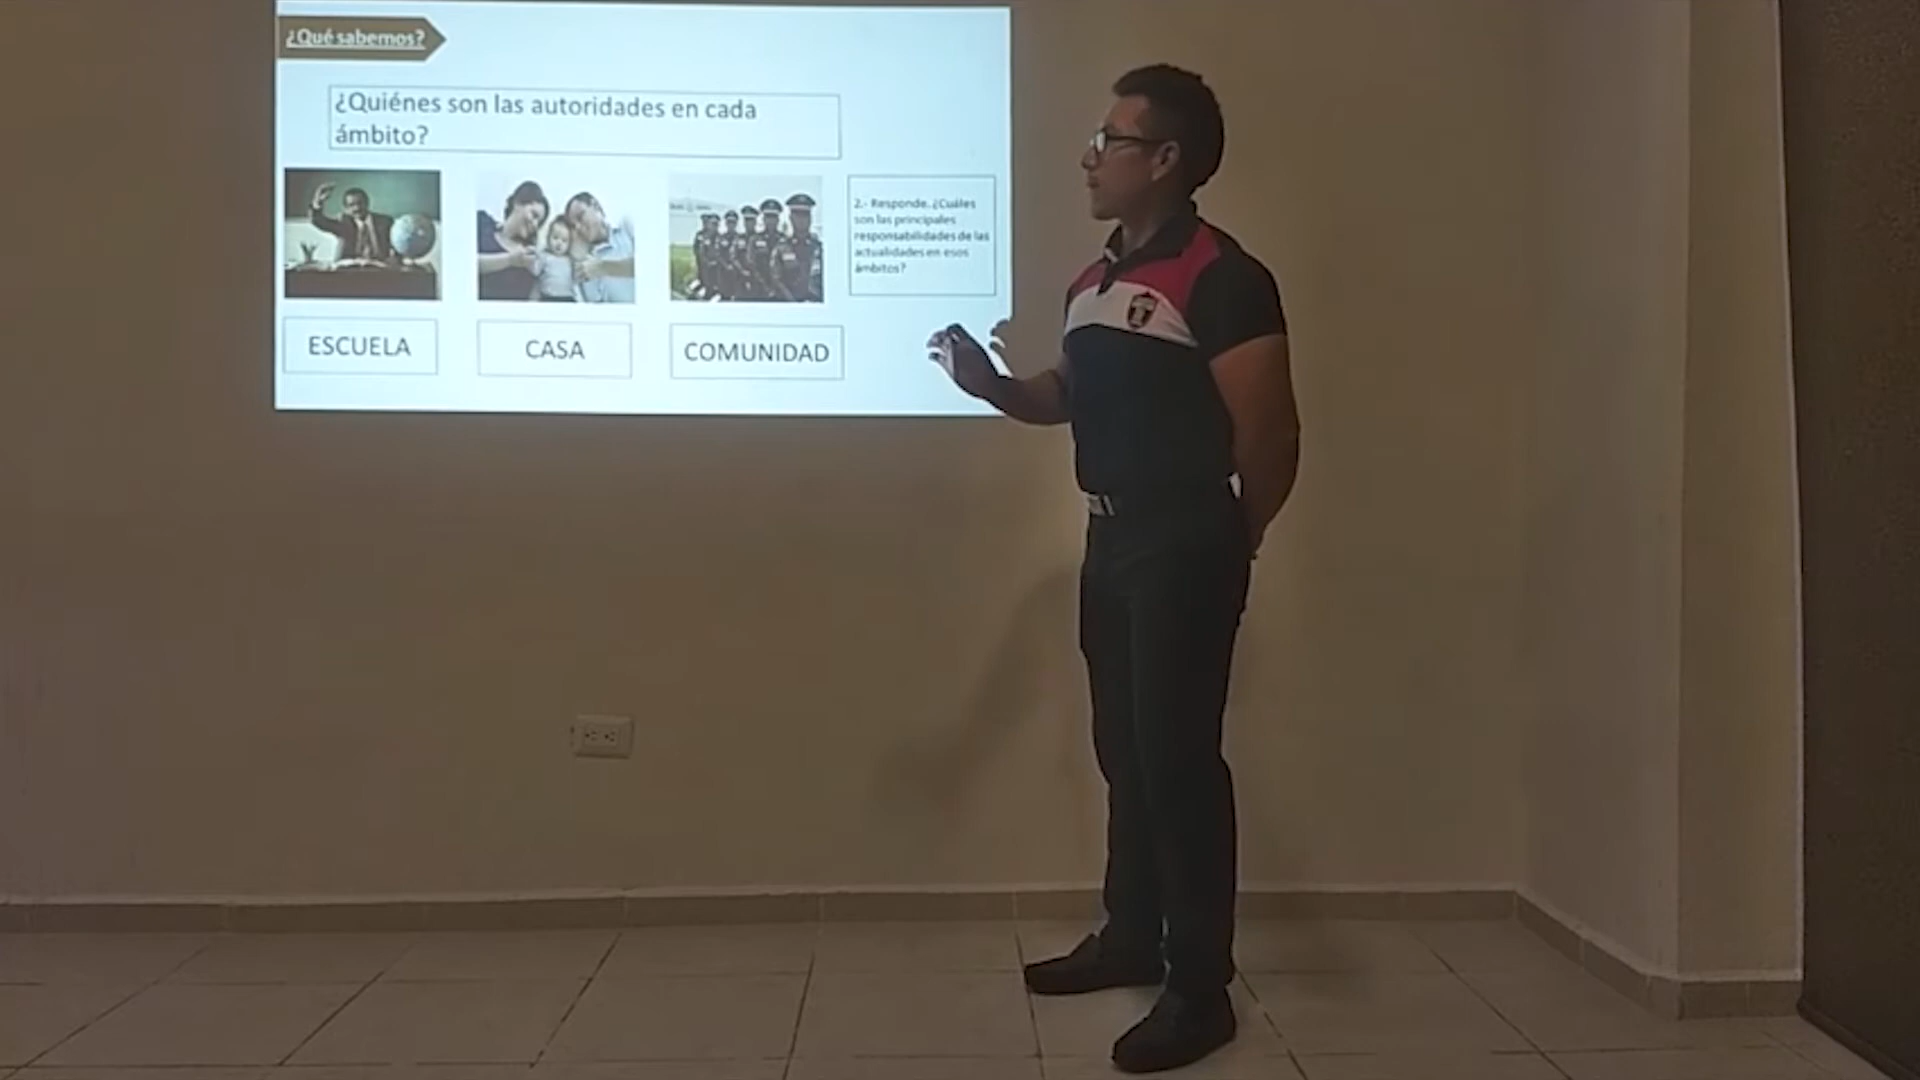 ¿Qué sabemos?
¿Quiénes son las autoridades en cada
ámbito?
2.- Responde. ¿Cuáles
son las principales
responsabilidades de las
actualidades en esos
ámbitos?
ESCUELA
CASA
COMUNIDAD